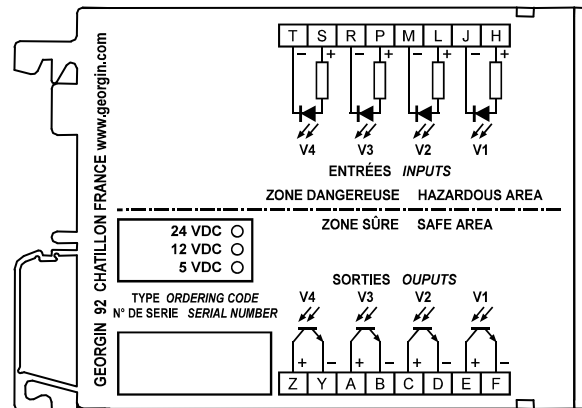 T S R P M L J H
− + − + − + − +
V4 V3 V2 V1
ENTRÉES INPUTS
ZONE DANGEREUSE HAZARDOUS AREA
ZONE SÛRE SAFE AREA
24 VDC
12 VDC
5 VDC
TYPE ORDERING CODE
N° DE SERIE SERIAL NUMBER
SORTIES OUPUTS
V4 V3 V2 V1
+ − + − + − + −
Z Y A B C D E F
GEORGIN 92 CHATILLON FRANCE www.georgin.com